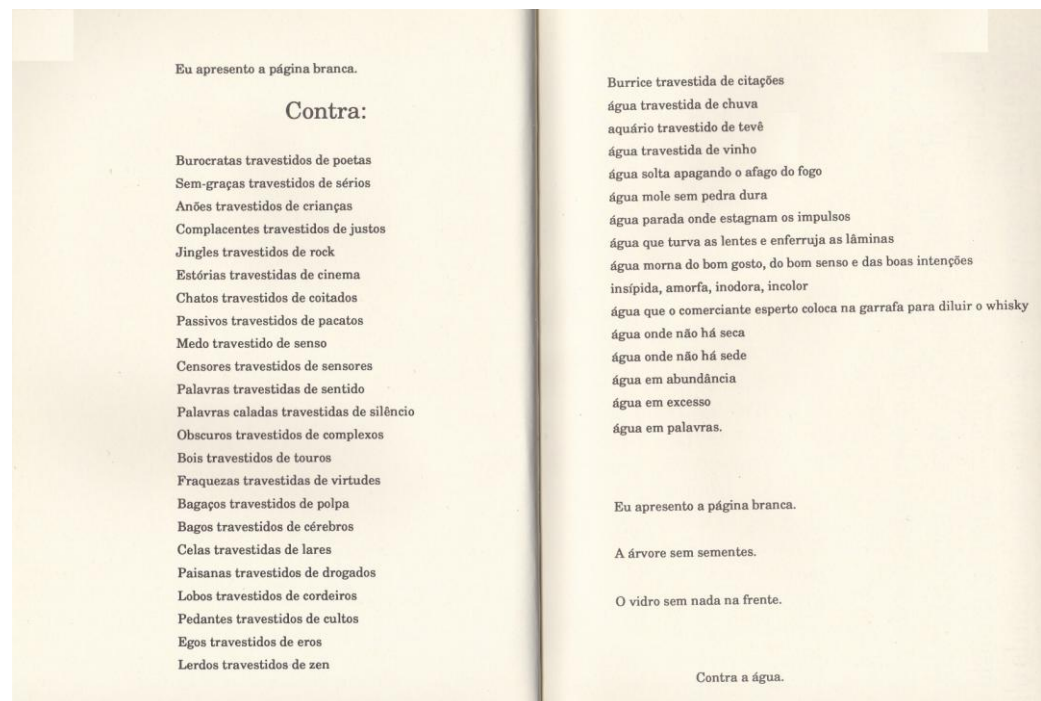 Eu apresento a página branca.
Contra:
Burocratas travestidos de poetas
Sem-graças travestidos de sérios
Anões travestidos de crianças
Complacentes travestidos de justos
Jingles travestidos de rock
Estórias travestidas de cinema
Chatos travestidos de coitados
Passivos travestidos de pacatos
Medo travestido de senso
Censores travestidos de sensores
Palavras travestidas de sentido
Palavras caladas travestidas de silêncio
Obscuros travestidos de complexos
Bois travestidos de touros
Fraquezas travestidas de virtudes
Bagaços travestidos de polpa
Bagos travestidos de cérebros
Celas travestidas de lares
Paisanas travestidos de drogados
Lobos travestidos de cordeiros
Pedantes travestidos de cultos
Egos travestidos de eros
Lerdos travestidos de zen
Burrice travestida de citações
água travestida de chuva
aquário travestido de tevê
água travestida de vinho
água solta apagando o afago do fogo
água mole sem pedra dura
água parada onde estagnam os impulsos
água que turva as lentes e enferruja as lâminas
água morna do bom gosto, do bom senso e das boas intenções
insípida, amorfa, inodora, incolor
água que o comerciante esperto coloca na garrafa para diluir o whisky
água onde não há seca
água onde não há sede
água em abundância
água em excesso
água em palavras.
Eu apresento a página branca.
A árvore sem sementes.
O vidro sem nada na frente.
Contra a água.